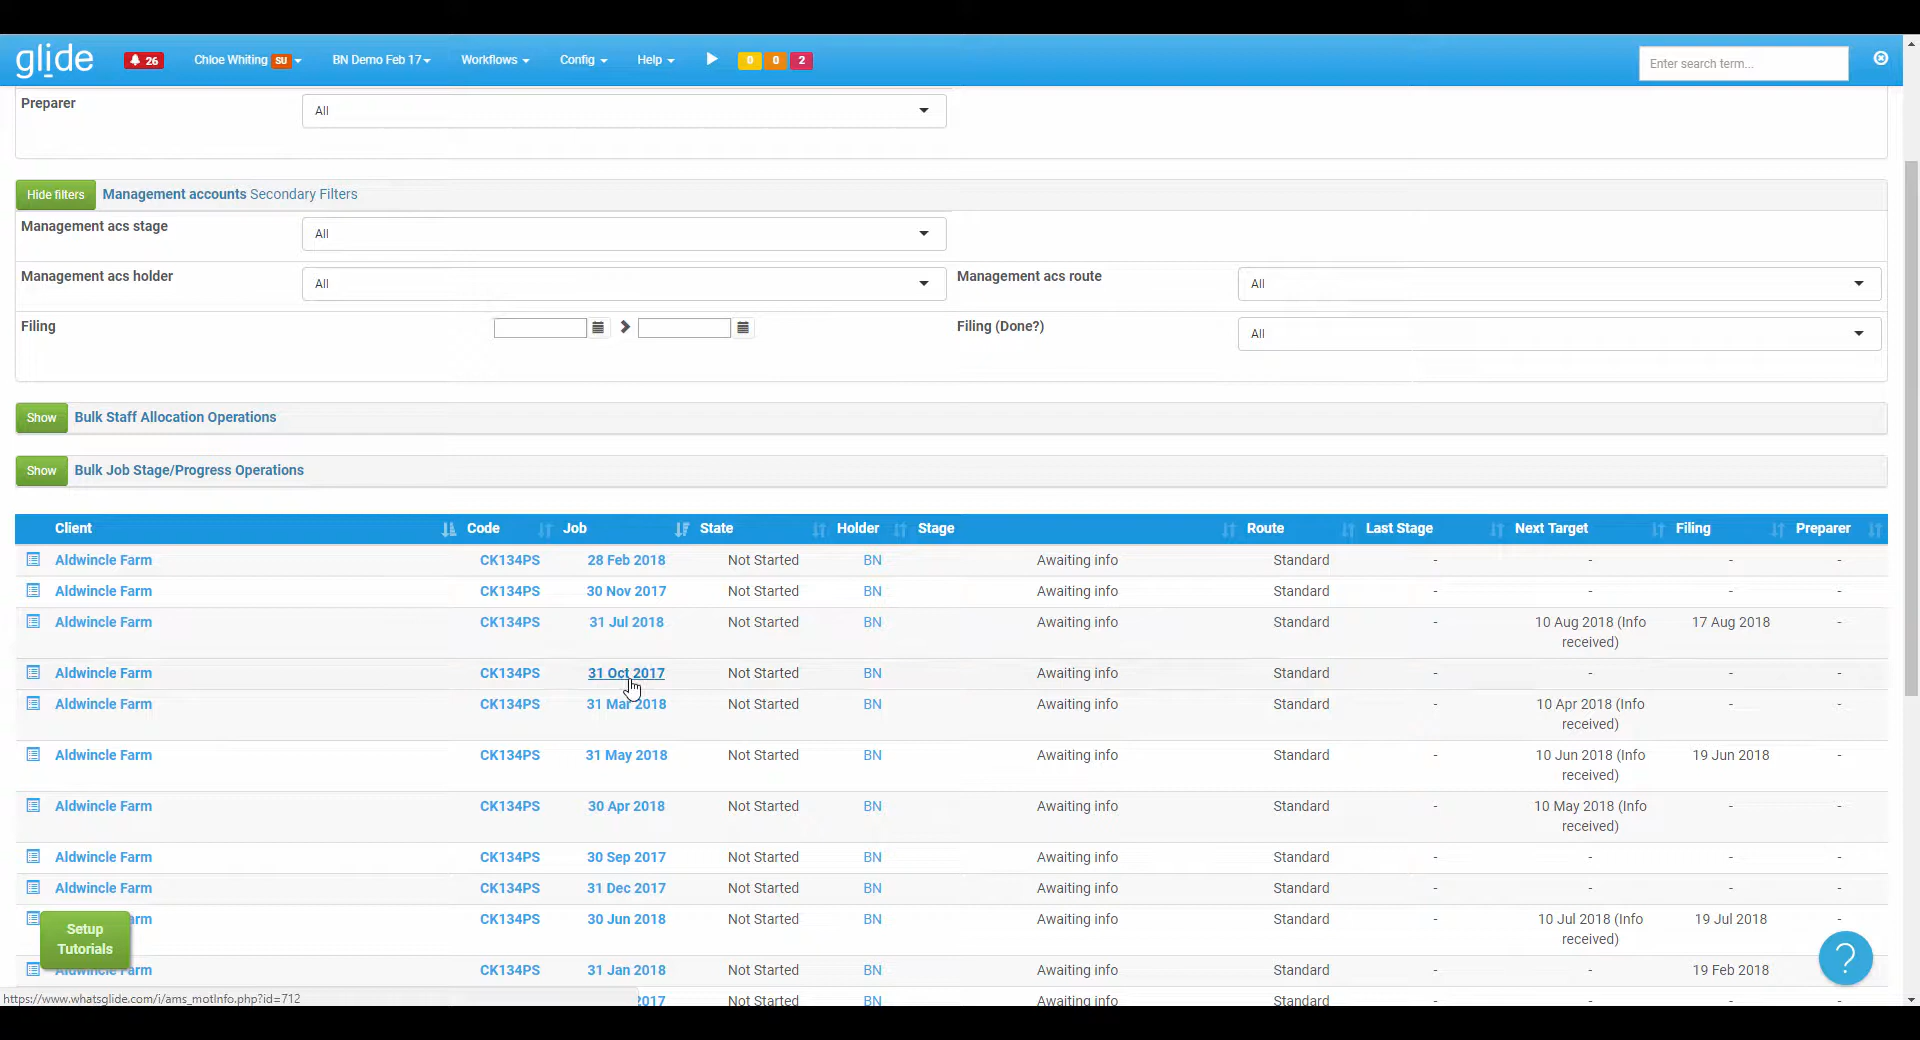 glide 26 Chloe Whiting SU BN Demo Feb 17 Workflows Config Help 0 0 2 Enter search term...
Preparer All
Hide filters Management accounts Secondary Filters
Management acs stage All
Management acs holder All Management acs route All
Filing Filing (Done?) All
Show Bulk Staff Allocation Operations
Show Bulk Job Stage/Progress Operations
Client Code Job State Holder Stage Route Last Stage Next Target Filing Preparer
Aldwincle Farm CK134PS 28 Feb 2018 Not Started BN Awaiting info Standard - - - -
Aldwincle Farm CK134PS 30 Nov 2017 Not Started BN Awaiting info Standard - - - -
Aldwincle Farm CK134PS 31 Jul 2018 Not Started BN Awaiting info Standard - 10 Aug 2018 (Info 17 Aug 2018 -
received)
Aldwincle Farm CK134PS 31 Oct 2017 Not Started BN Awaiting info Standard - - - -
Aldwincle Farm CK134PS 31 Mar 2018 Not Started BN Awaiting info Standard - 10 Apr 2018 (Info - -
received)
Aldwincle Farm CK134PS 31 May 2018 Not Started BN Awaiting info Standard - 10 Jun 2018 (Info 19 Jun 2018 -
received)
Aldwincle Farm CK134PS 30 Apr 2018 Not Started BN Awaiting info Standard - 10 May 2018 (Info - -
received)
Aldwincle Farm CK134PS 30 Sep 2017 Not Started BN Awaiting info Standard - - - -
Aldwincle Farm CK134PS 31 Dec 2017 Not Started BN Awaiting info Standard - - - -
rm CK134PS 30 Jun 2018 Not Started BN Awaiting info Standard - 10 Jul 2018 (Info 19 Jul 2018 -
received)
Setup
Tutorials
Aldwincle Farm CK134PS 31 Jan 2018 Not Started BN Awaiting info Standard - - 19 Feb 2018 -
?
https://www.whatsglide.com/i/ams_motInfo.php?id=712
2017 Not Started BN Awaiting info Standard - - - -